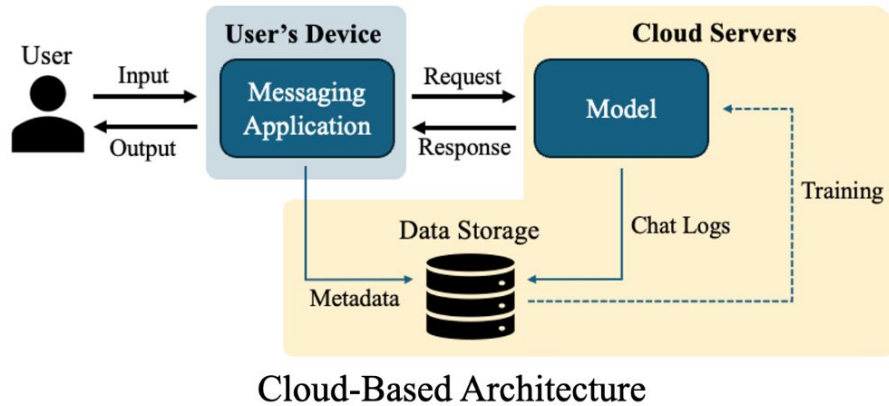 User's Device
Cloud Servers
User
Input
Output
Messaging
Application
Request
Response
Model
Training
Chat Logs
Data Storage
Metadata
Cloud-Based Architecture